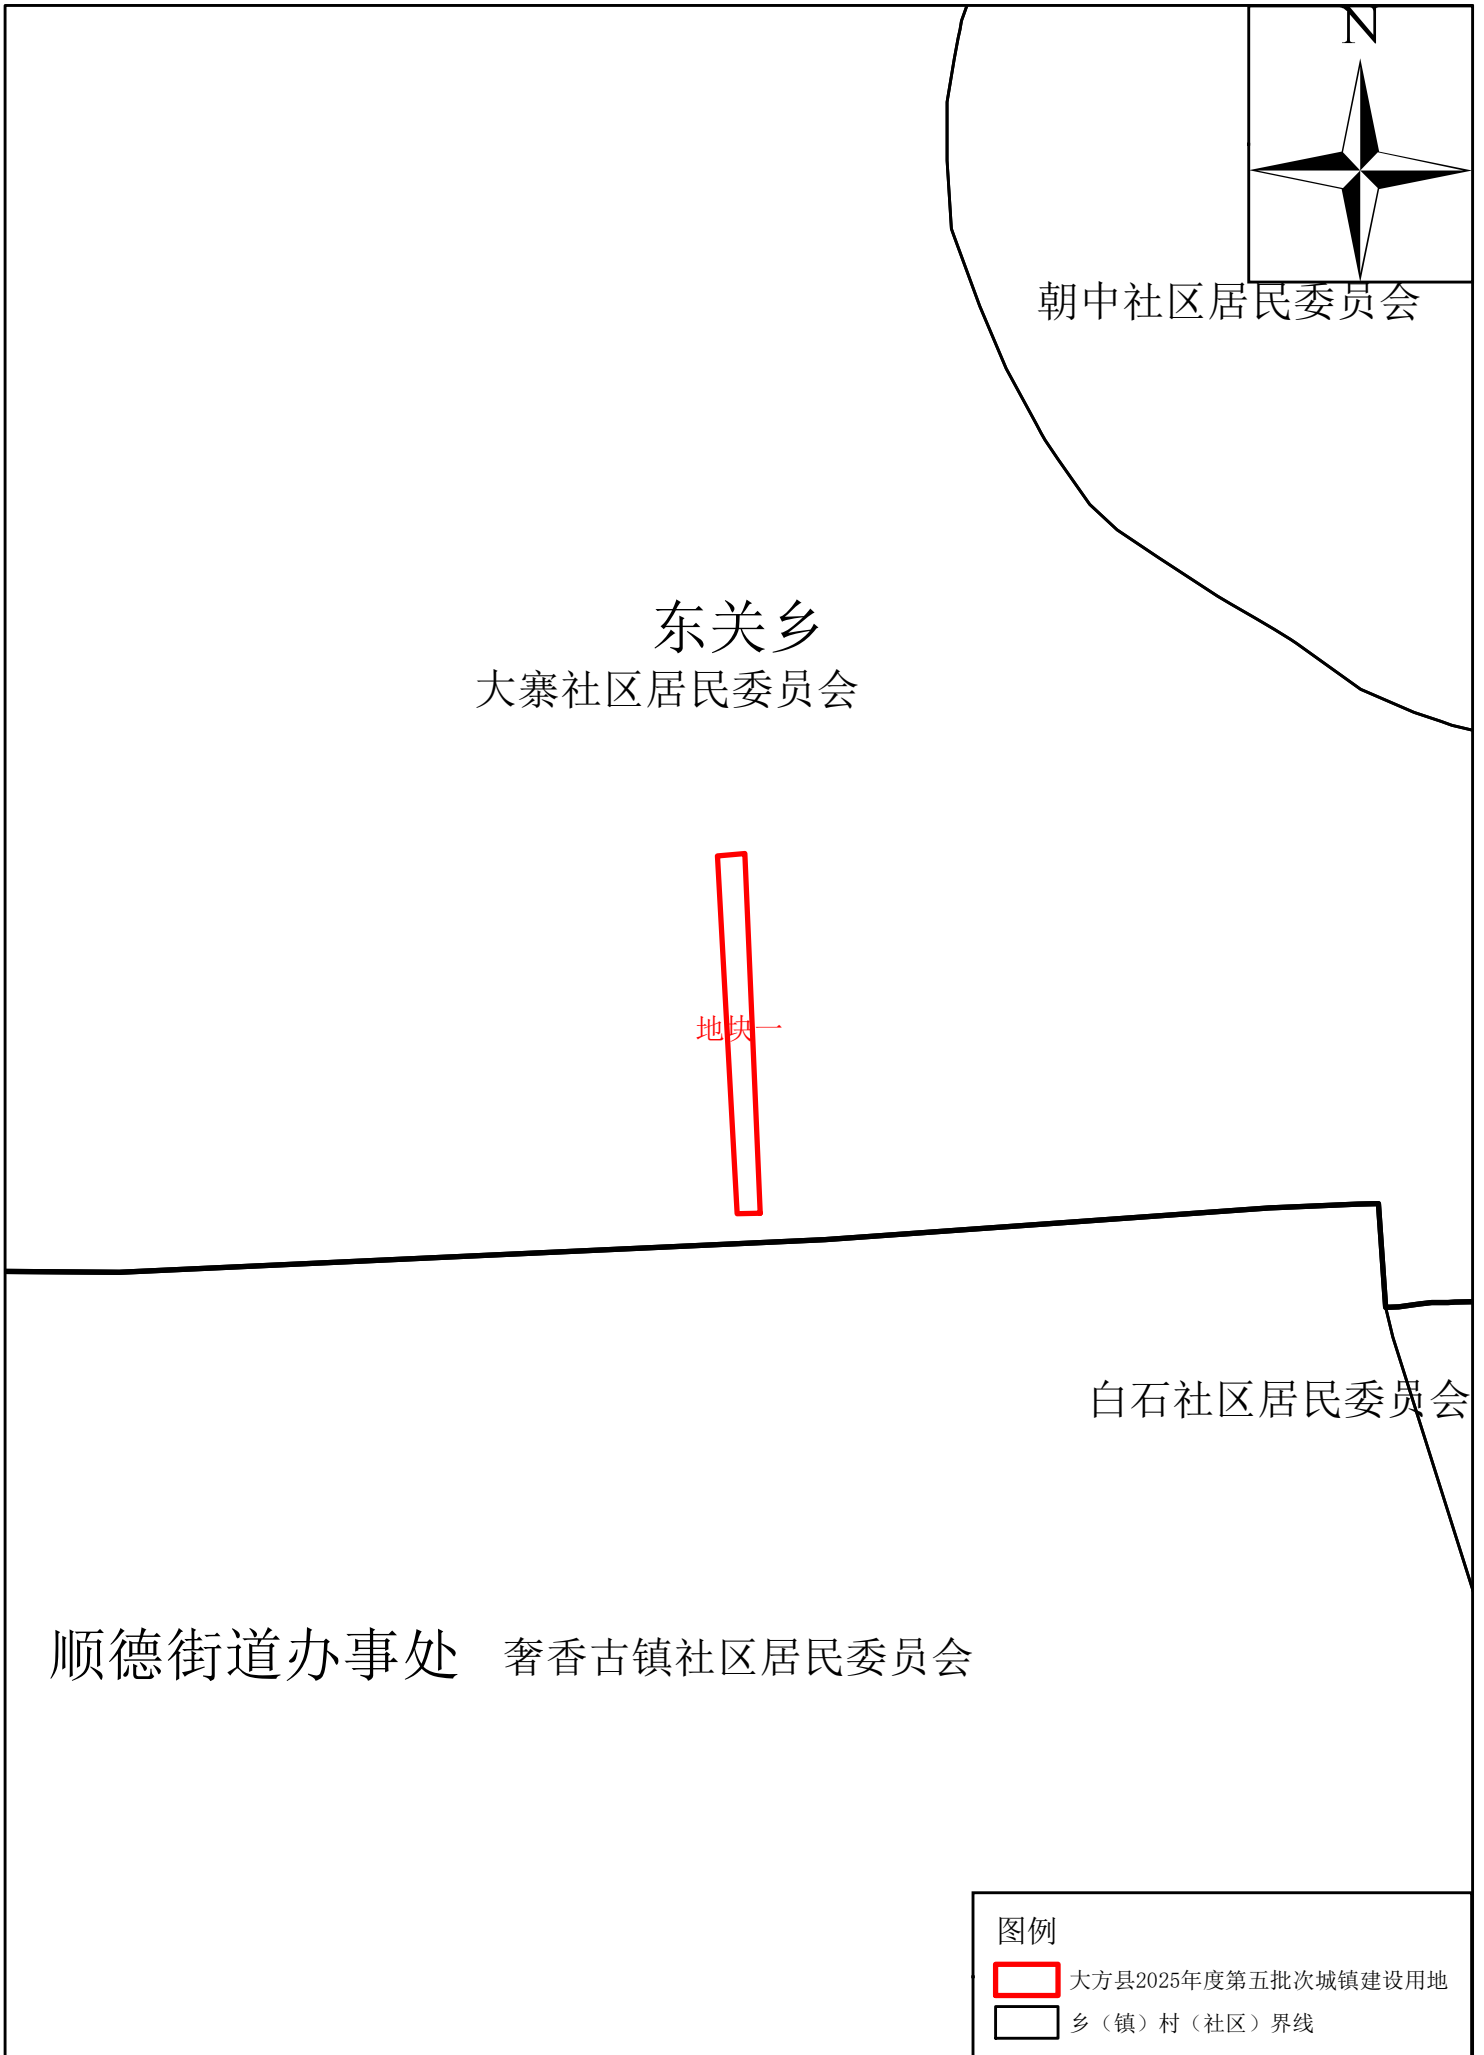 N
朝中社区居民委员会
东关乡
大寨社区居民委员会
地块一
白石社区居民委员会
顺德街道办事处
奢香古镇社区居民委员会
图例
大方县2025年度第五批次城镇建设用地
乡（镇）村（社区）界线